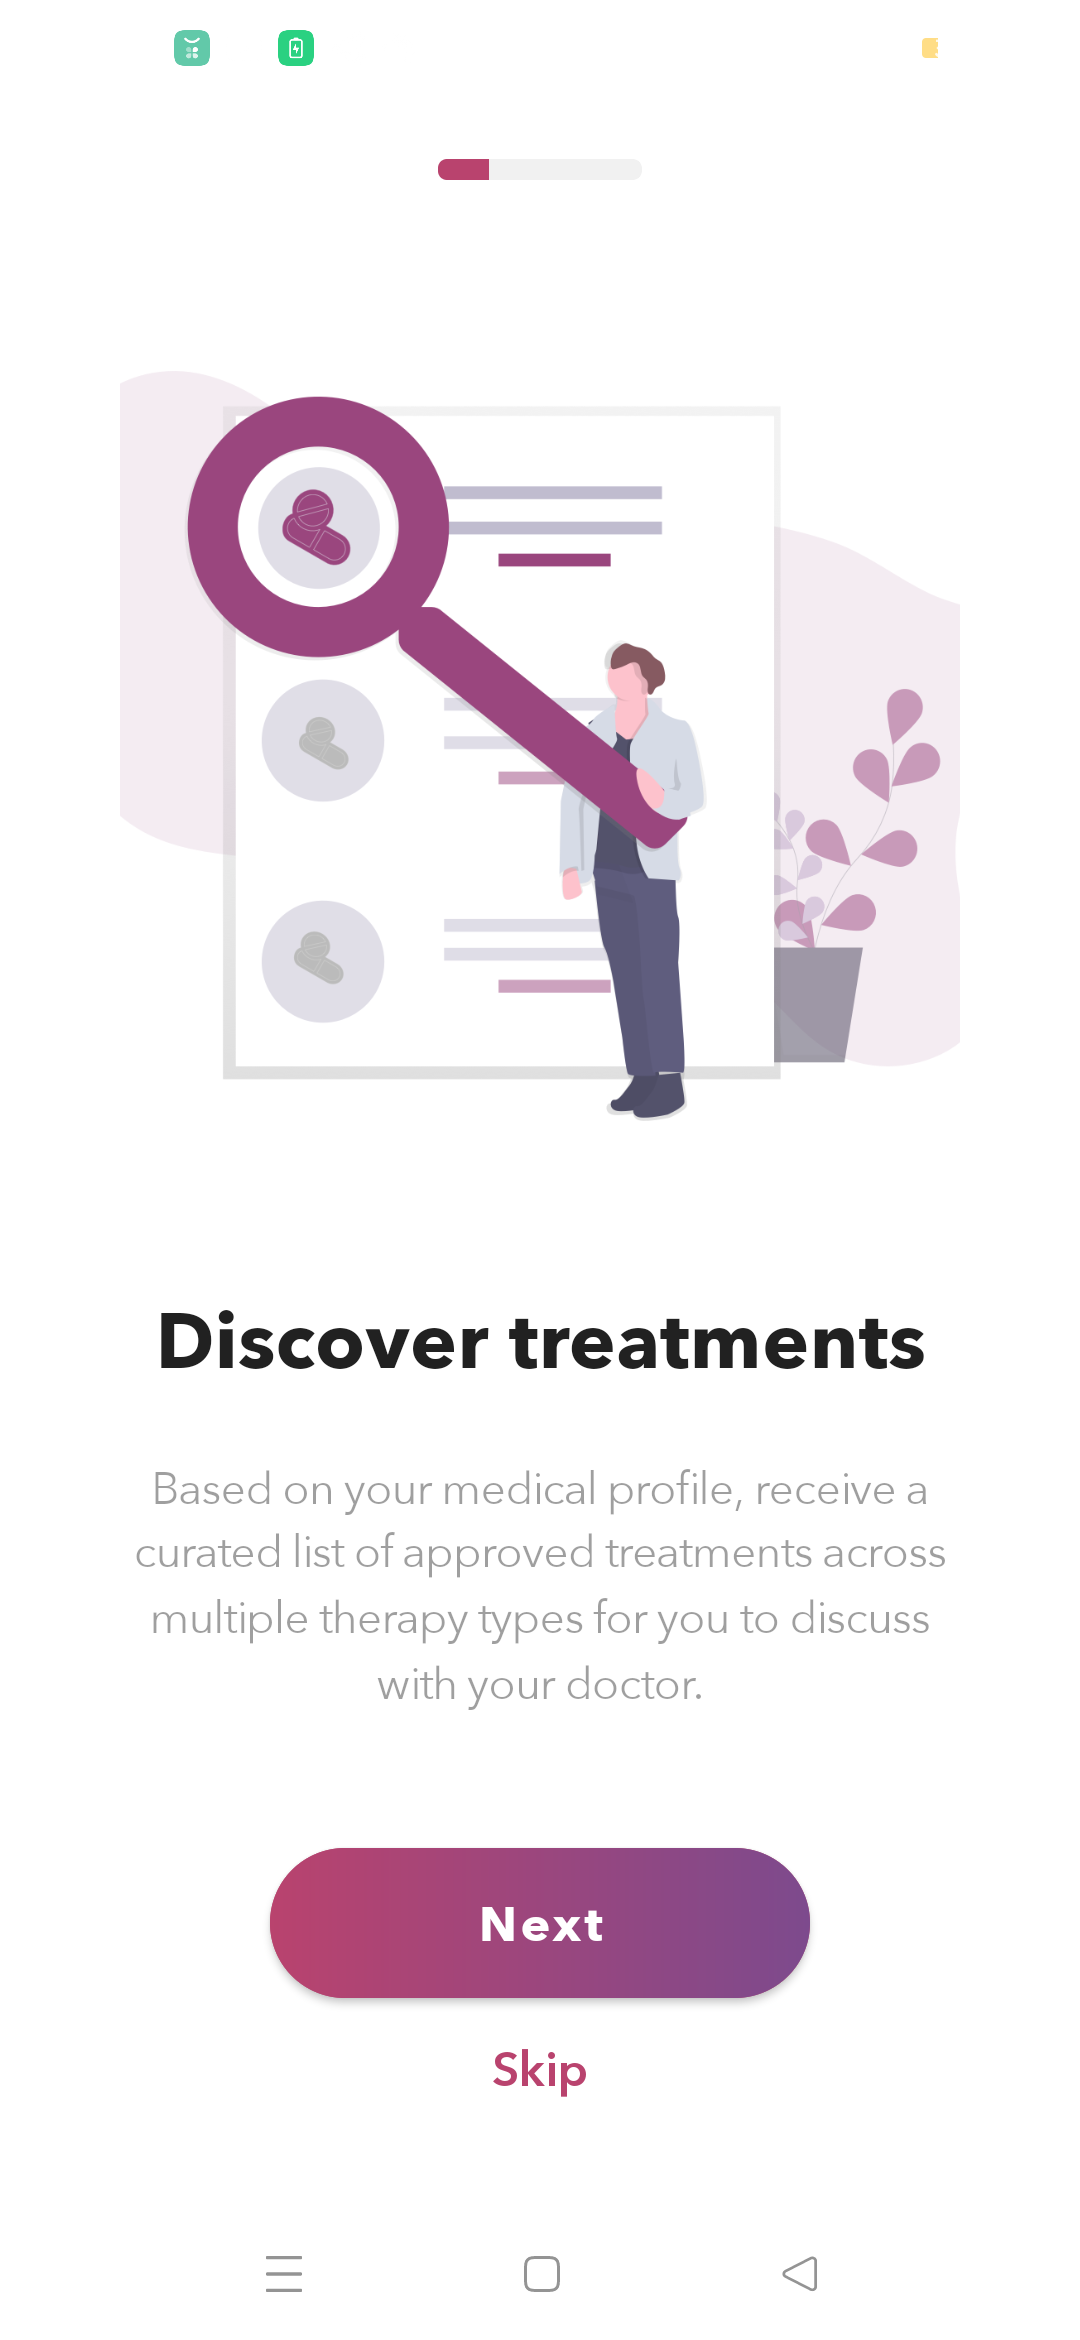 Discover treatments
Based on your medical profile, receive a
curated list of approved treatments across
multiple therapy types for you to discuss
with your doctor.
Next
Skip